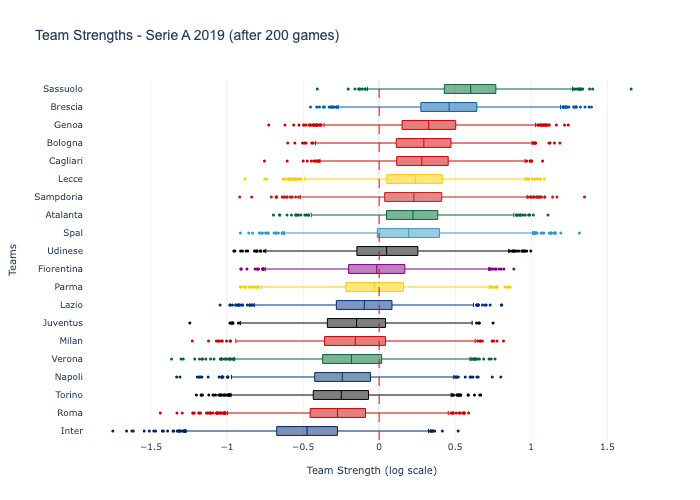 Team Strengths - Serie A 2019 (after 200 games)
Sassuolo
Brescia
Genoa
Bologna
Cagliari
Lecce
Sampdoria
Atalanta
Spal
Udinese
Fiorentina
Parma
Lazio
Juventus
Milan
Verona
Napoli
Torino
Roma
Inter
Teams
−1.5 −1 −0.5 0 0.5 1 1.5
Team Strength (log scale)